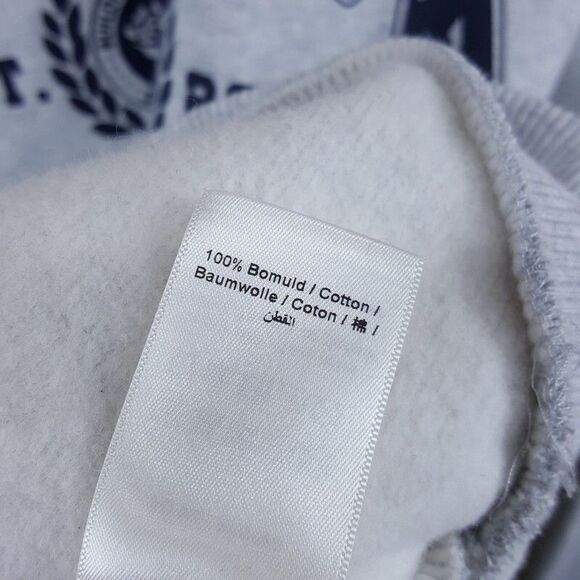 T.
100% Bomuld / Cotton /
Baumwolle / Coton / 棉 /
القطن